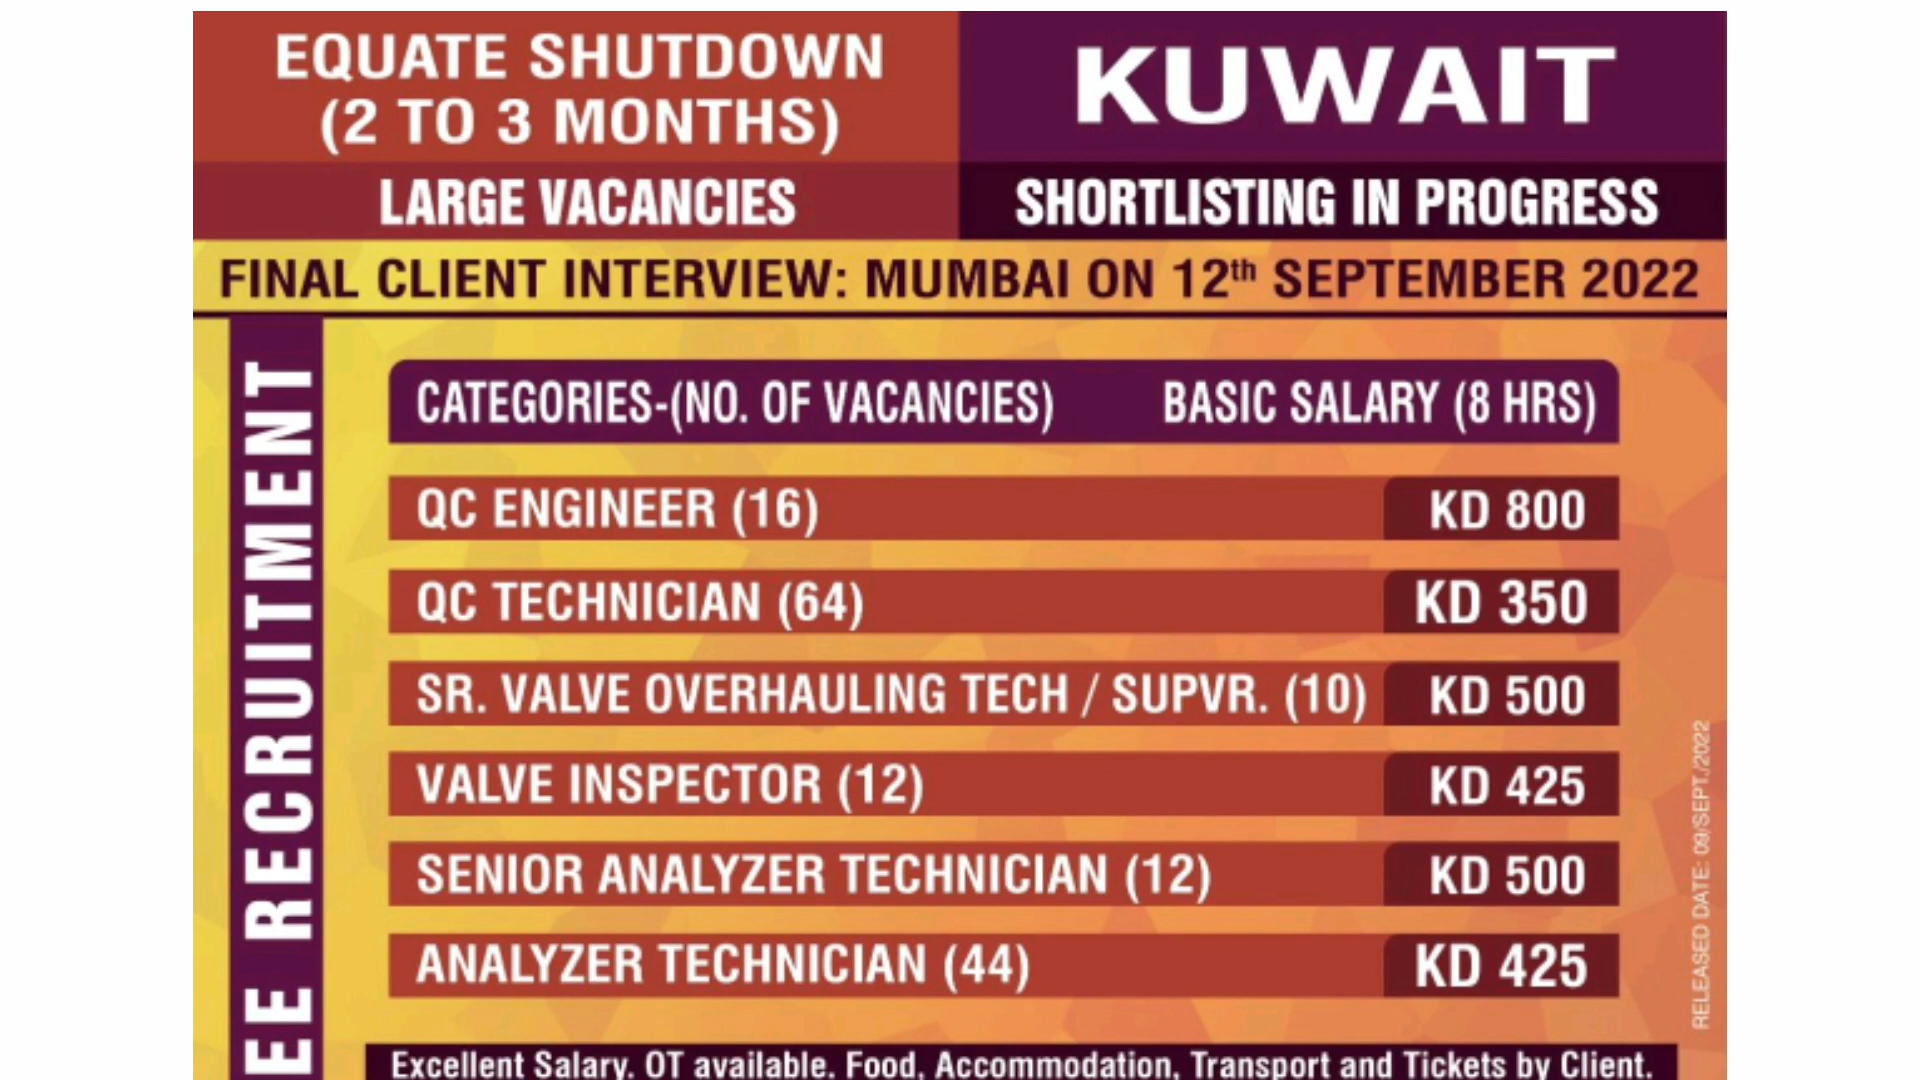 EQUATE SHUTDOWN
(2 TO 3 MONTHS)
KUWAIT
LARGE VACANCIES
SHORTLISTING IN PROGRESS
FINAL CLIENT INTERVIEW: MUMBAI ON 12th SEPTEMBER 2022
EE RECRUITMENT
CATEGORIES-(NO. OF VACANCIES) BASIC SALARY (8 HRS)
QC ENGINEER (16) KD 800
QC TECHNICIAN (64) KD 350
SR. VALVE OVERHAULING TECH / SUPVR. (10) KD 500
VALVE INSPECTOR (12) KD 425
SENIOR ANALYZER TECHNICIAN (12) KD 500
ANALYZER TECHNICIAN (44) KD 425
RELEASED DATE: 09/SEPT./2022
Excellent Salary. OT available. Food, Accommodation, Transport and Tickets by Client.